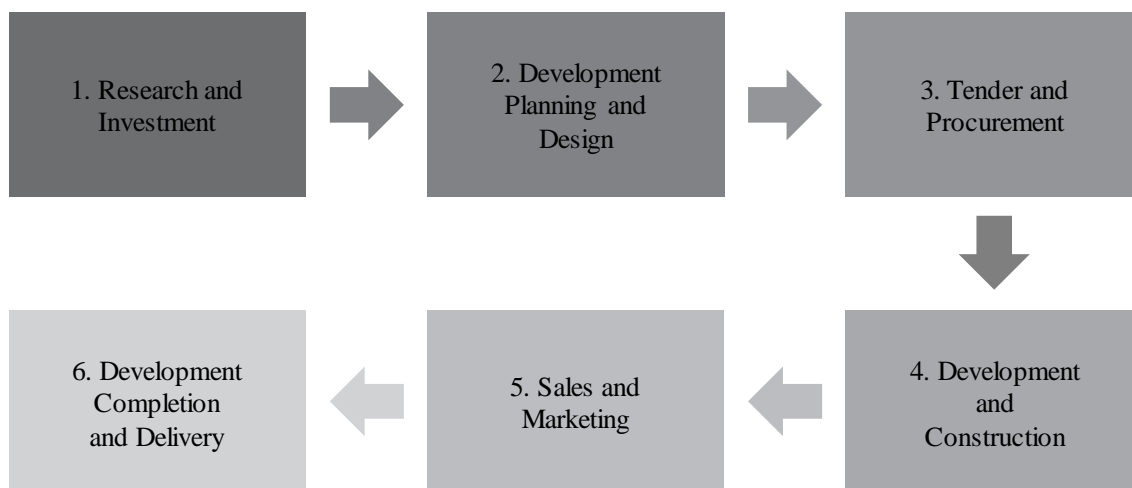 1. Research and
Investment
2. Development
Planning and
Design
3. Tender and
Procurement
4. Development
and
Construction
5. Sales and
Marketing
6. Development
Completion
and Delivery